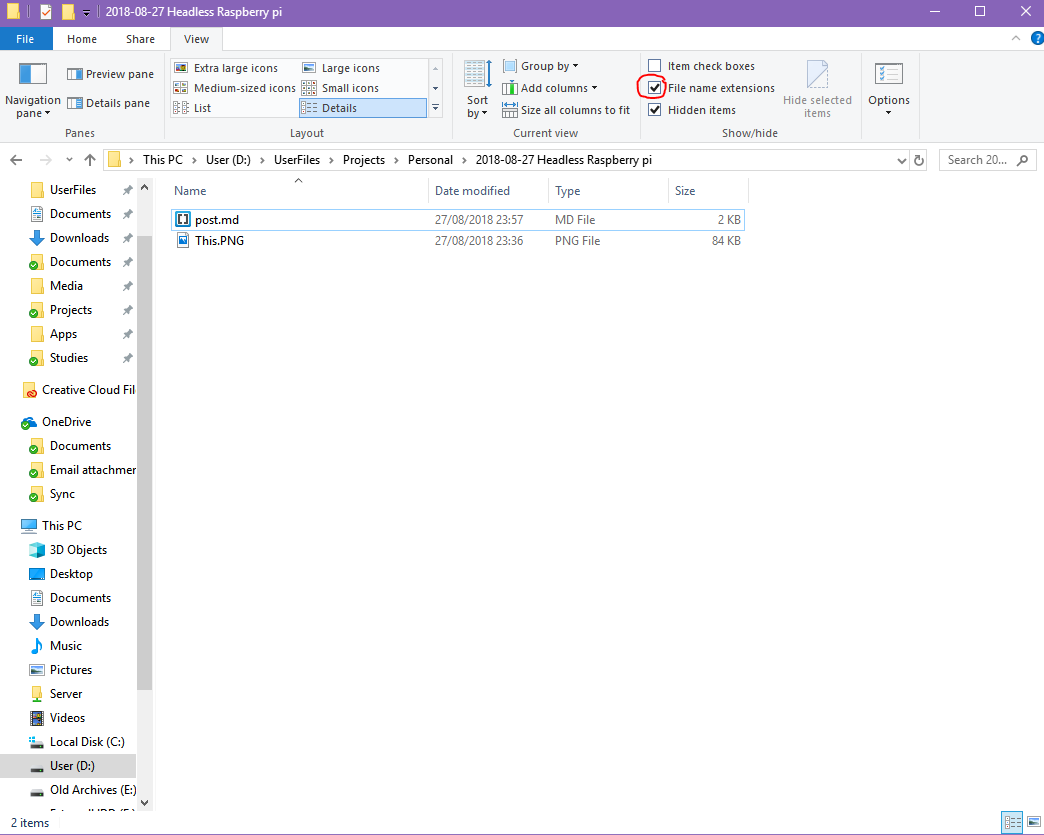 2018-08-27 Headless Raspberry pi
File Home Share View
Navigation pane
Preview pane
Details pane
Panes
Extra large icons Large icons
Medium-sized icons Small icons
List Details
Layout
Sort by
Group by
Add columns
Size all columns to fit
Current view
Item check boxes
File name extensions
Hidden items
Hide selected items
Show/hide
Options
This PC User (D:) UserFiles Projects Personal 2018-08-27 Headless Raspberry pi
Search 20...
Name Date modified Type Size
post.md 27/08/2018 23:57 MD File 2 KB
This.PNG 27/08/2018 23:36 PNG File 84 KB
UserFiles
Documents
Downloads
Documents
Media
Projects
Apps
Studies
Creative Cloud Fil
OneDrive
Documents
Email attachmer
Sync
This PC
3D Objects
Desktop
Documents
Downloads
Music
Pictures
Server
Videos
Local Disk (C:)
User (D:)
Old Archives (E:)
2 items